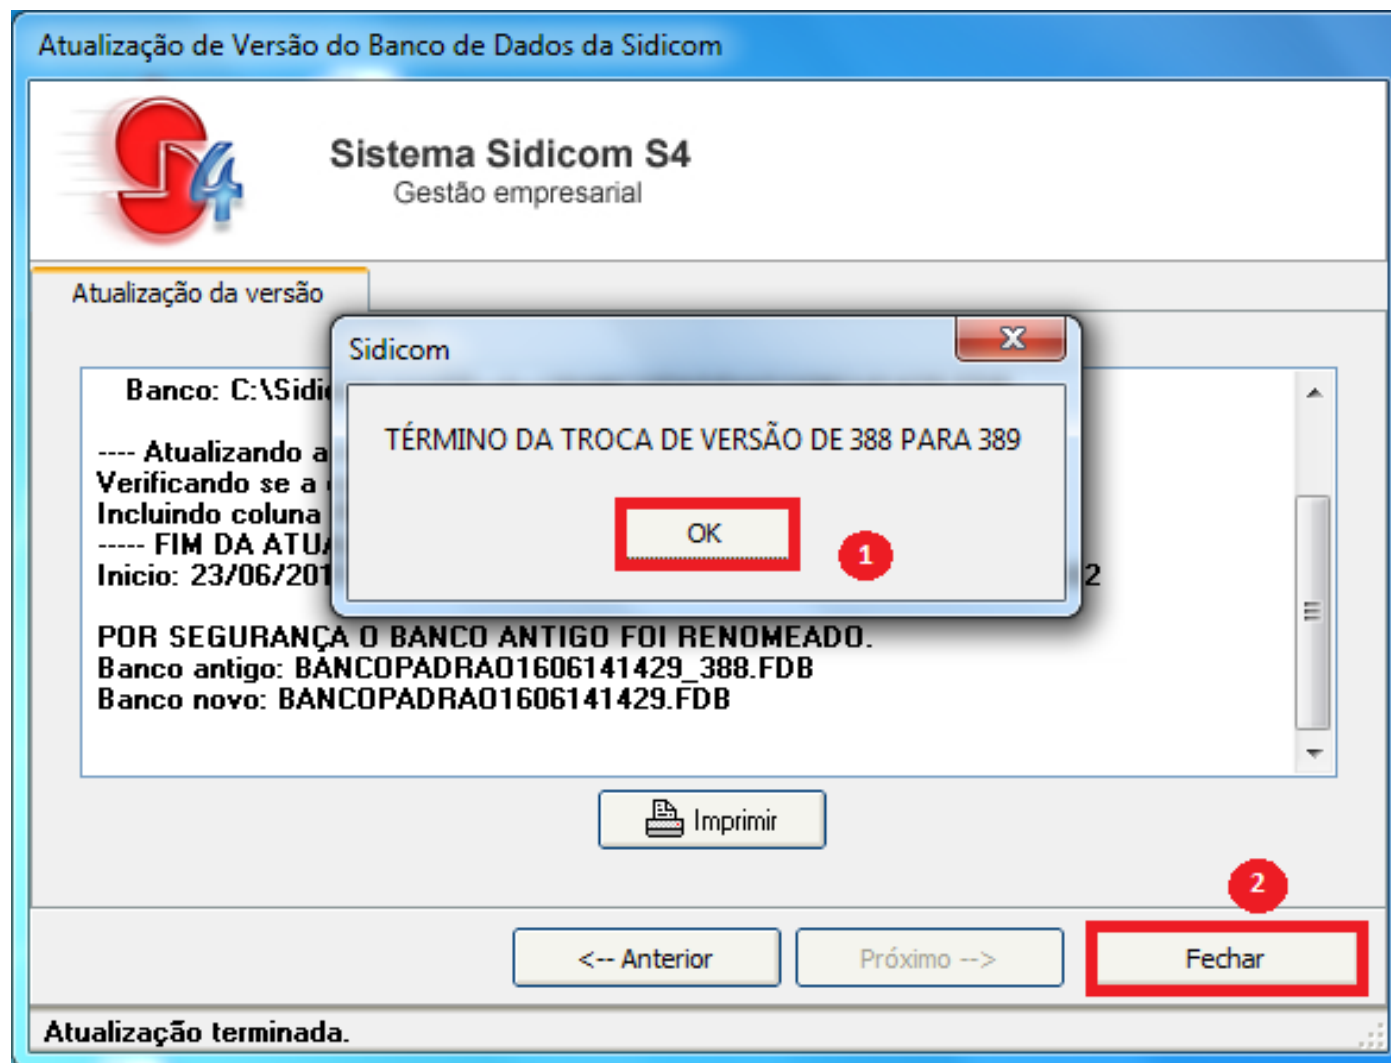 Atualização de Versão do Banco de Dados da Sidicom
S4
Sistema Sidicom S4
Gestão empresarial
Atualização da versão
Banco: C:\Sidi
---- Atualizando a
Verificando se a
Incluindo coluna
----- FIM DA ATU
Inicio: 23/06/201
2
POR SEGURANÇA O BANCO ANTIGO FOI RENOMEADO.
Banco antigo: BANCOPADRAO1606141429_388.FDB
Banco novo: BANCOPADRAO1606141429.FDB
Sidicom
TÉRMINO DA TROCA DE VERSÃO DE 388 PARA 389
OK
1
Imprimir
2
<-- Anterior
Próximo -->
Fechar
Atualização terminada.